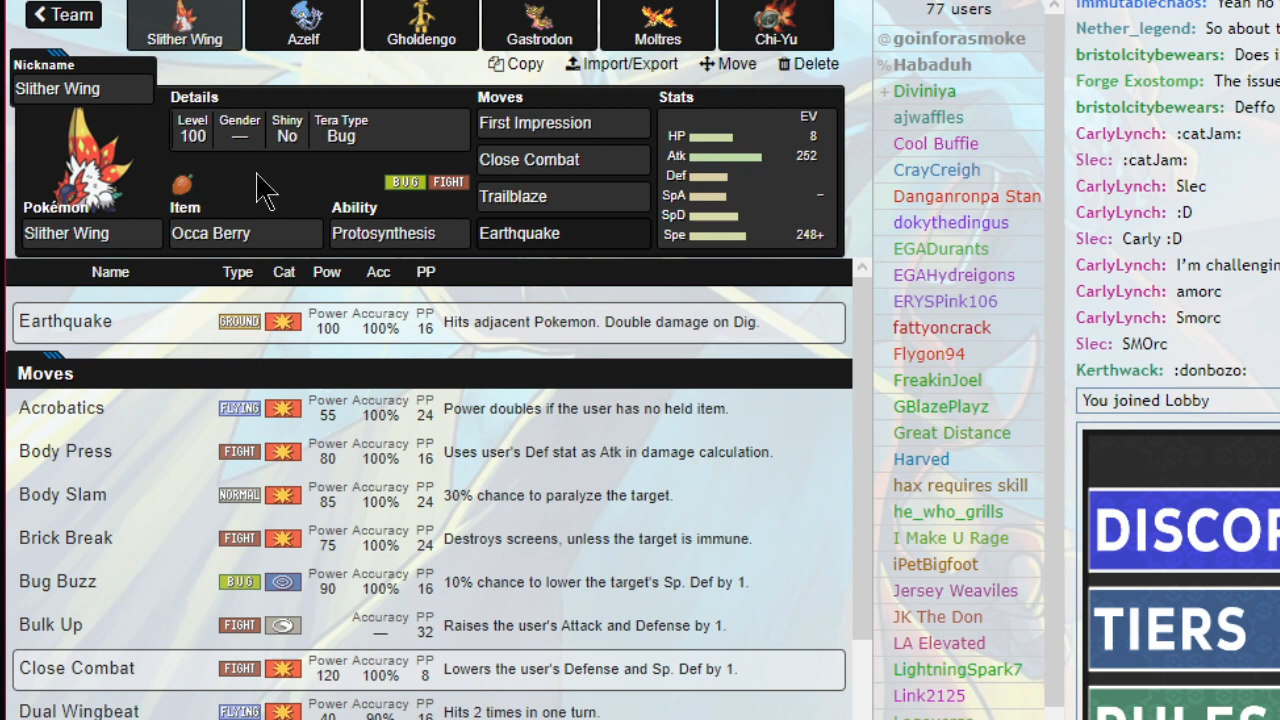 Team
Slither Wing
Azelf
Gholdengo
Gastrodon
Moltres
Chi-Yu
Copy
Import/Export
Move
Delete
Nickname
Slither Wing
Details
Level
100
Gender
—
Shiny
No
Tera Type
Bug
BUG FIGHT
Pokémon
Slither Wing
Item
Occa Berry
Ability
Protosynthesis
Moves
First Impression
Close Combat
Trailblaze
Earthquake
Stats
EV
HP 8
Atk 252
Def
SpA –
SpD
Spe 248+
Name Type Cat Pow Acc PP
Earthquake GROUND Power 100 Accuracy 100% PP 16 Hits adjacent Pokemon. Double damage on Dig.
Moves
Acrobatics FLYING Power 55 Accuracy 100% PP 24 Power doubles if the user has no held item.
Body Press FIGHT Power 80 Accuracy 100% PP 16 Uses user's Def stat as Atk in damage calculation.
Body Slam NORMAL Power 85 Accuracy 100% PP 24 30% chance to paralyze the target.
Brick Break FIGHT Power 75 Accuracy 100% PP 24 Destroys screens, unless the target is immune.
Bug Buzz BUG Power 90 Accuracy 100% PP 16 10% chance to lower the target's Sp. Def by 1.
Bulk Up FIGHT Accuracy — PP 32 Raises the user's Attack and Defense by 1.
Close Combat FIGHT Power 120 Accuracy 100% PP 8 Lowers the user's Defense and Sp. Def by 1.
Dual Wingbeat FLYING Power 40 Accuracy 90% PP 16 Hits 2 times in one turn.
77 users
@goinforasmoke
%Habaduh
+Diviniya
ajwaffles
Cool Buffie
CrayCreigh
Danganronpa Stan
dokythedingus
EGADurants
EGAHydreigons
ERYSPink106
fattyoncrack
Flygon94
FreakinJoel
GBlazePlayz
Great Distance
Harved
hax requires skill
he_who_grills
I Make U Rage
iPetBigfoot
Jersey Weaviles
JK The Don
LA Elevated
LightningSpark7
Link2125
Immutablechaos: Yeah no
Nether_legend: So about t
bristolcitybewears: Does i
Forge Exostomp: The issue
bristolcitybewears: Deffo
CarlyLynch: :catJam:
Slec: :catJam:
CarlyLynch: Slec
CarlyLynch: :D
Slec: Carly :D
CarlyLynch: I'm challengin
CarlyLynch: amorc
CarlyLynch: Smorc
Slec: SMOrc
Kerthwack: :donbozo:
You joined Lobby
DISCOR
TIERS
RULES